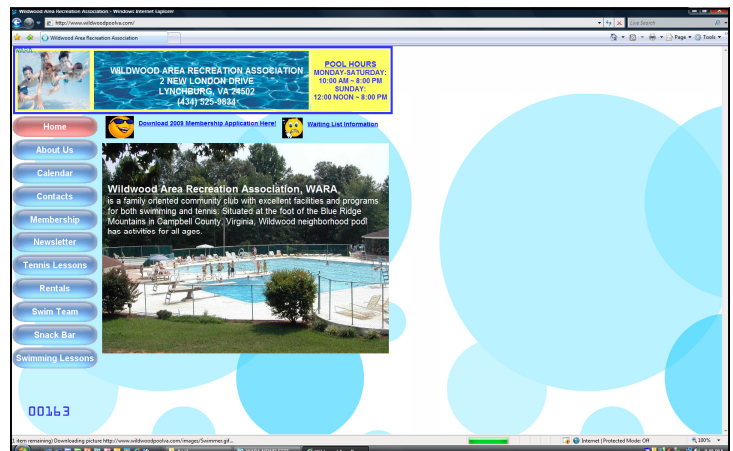 Wildwood Area Recreation Association - Windows Internet Explorer
http://www.wildwoodpoolva.com/
Live Search
Wildwood Area Recreation Association
Page
Tools
WARA
WILDWOOD AREA RECREATION ASSOCIATION
2 NEW LONDON DRIVE
LYNCHBURG, VA 24502
(434) 525-9834
POOL HOURS
MONDAY-SATURDAY:
10:00 AM ~ 8:00 PM
SUNDAY:
12:00 NOON ~ 8:00 PM
Download 2009 Membership Application Here!
Waiting List Information
Home
About Us
Calendar
Contacts
Membership
Newsletter
Tennis Lessons
Rentals
Swim Team
Snack Bar
Swimming Lessons
Wildwood Area Recreation Association, WARA,
is a family oriented community club with excellent facilities and programs
for both swimming and tennis. Situated at the foot of the Blue Ridge
Mountains in Campbell County, Virginia, Wildwood neighborhood pool
has activities for all ages.
00163
1 item remaining) Downloading picture http://www.wildwoodpoolva.com/images/Swimmer.gif...
Internet | Protected Mode: Off
100%